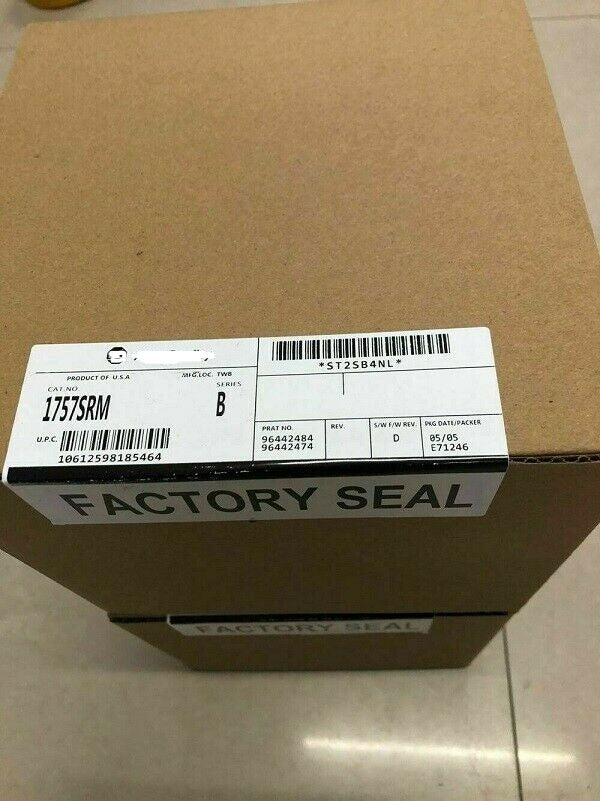 PRODUCT OF U.S.A
MFG.LOC. TWB
CAT.NO.
SERIES
1757SRM
B
U.P.C.
10612598185464
*ST2SB4NL*
PRAT NO.
REV.
S/W F/W REV.
PKG DATE/PACKER
96442484
D
05/05
96442474
E71246
FACTORY SEAL
FACTORY SEAL